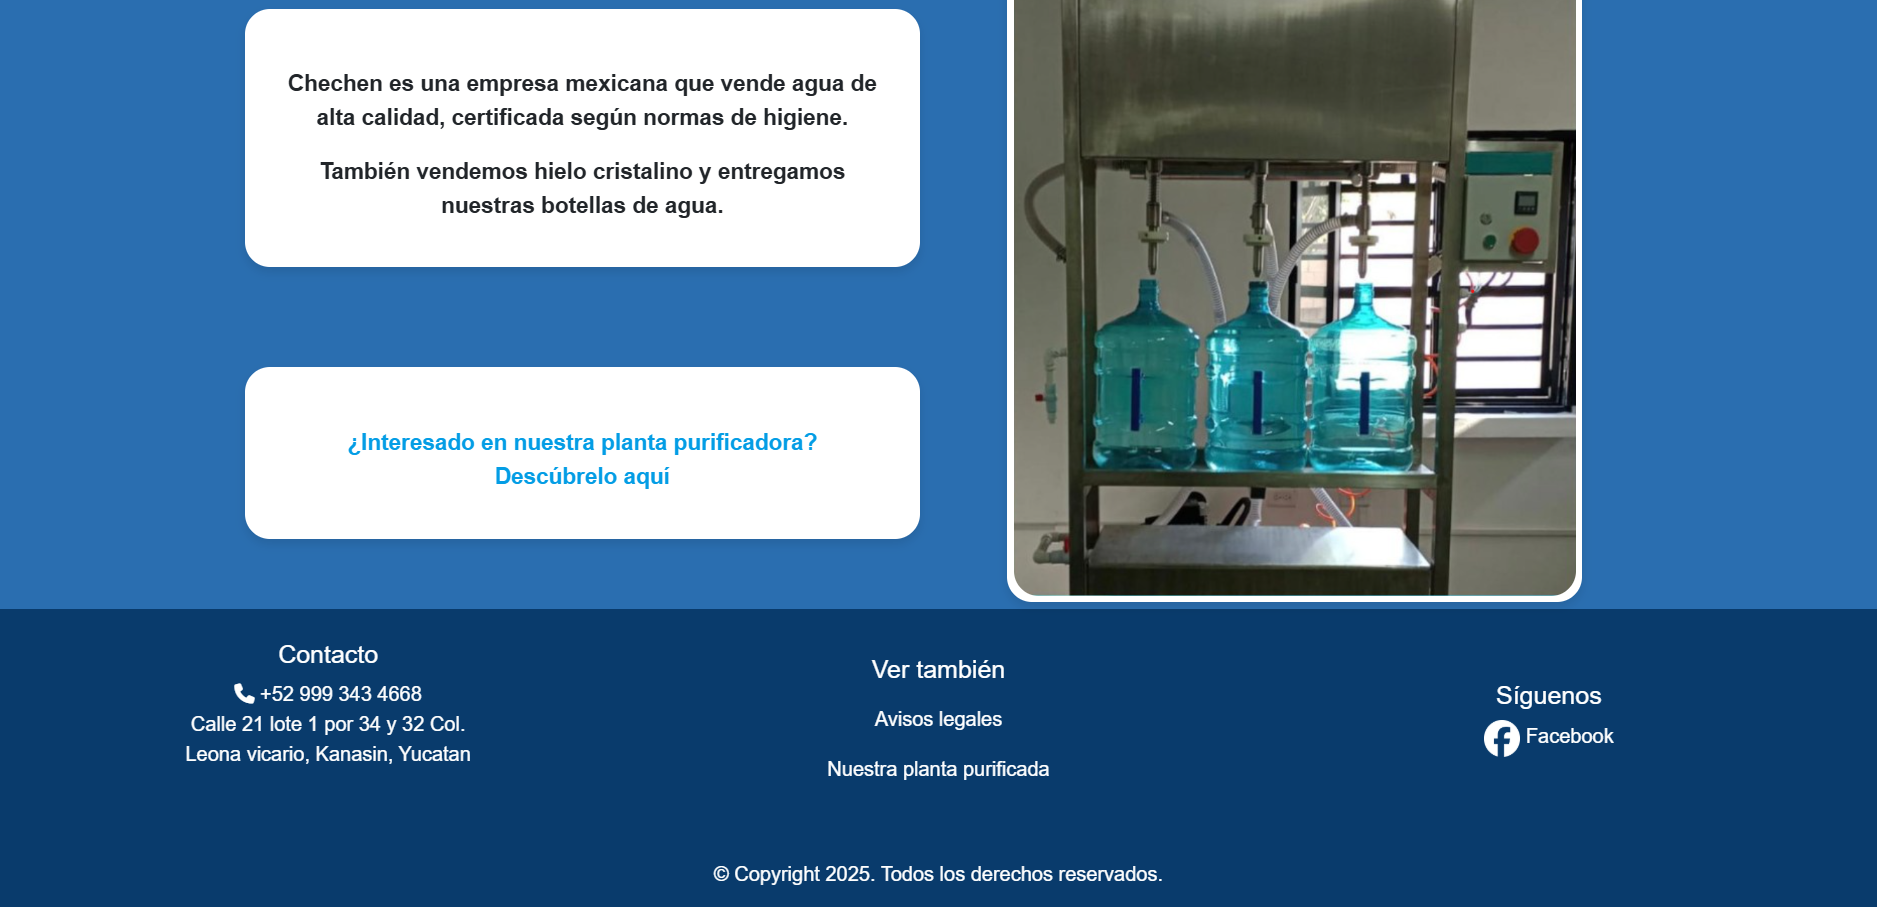 Chechen es una empresa mexicana que vende agua de
alta calidad, certificada según normas de higiene.
También vendemos hielo cristalino y entregamos
nuestras botellas de agua.
¿Interesado en nuestra planta purificadora?
Descúbrelo aquí
Contacto
+52 999 343 4668
Calle 21 lote 1 por 34 y 32 Col.
Leona vicario, Kanasin, Yucatan
Ver también
Avisos legales
Nuestra planta purificada
Síguenos
Facebook
© Copyright 2025. Todos los derechos reservados.